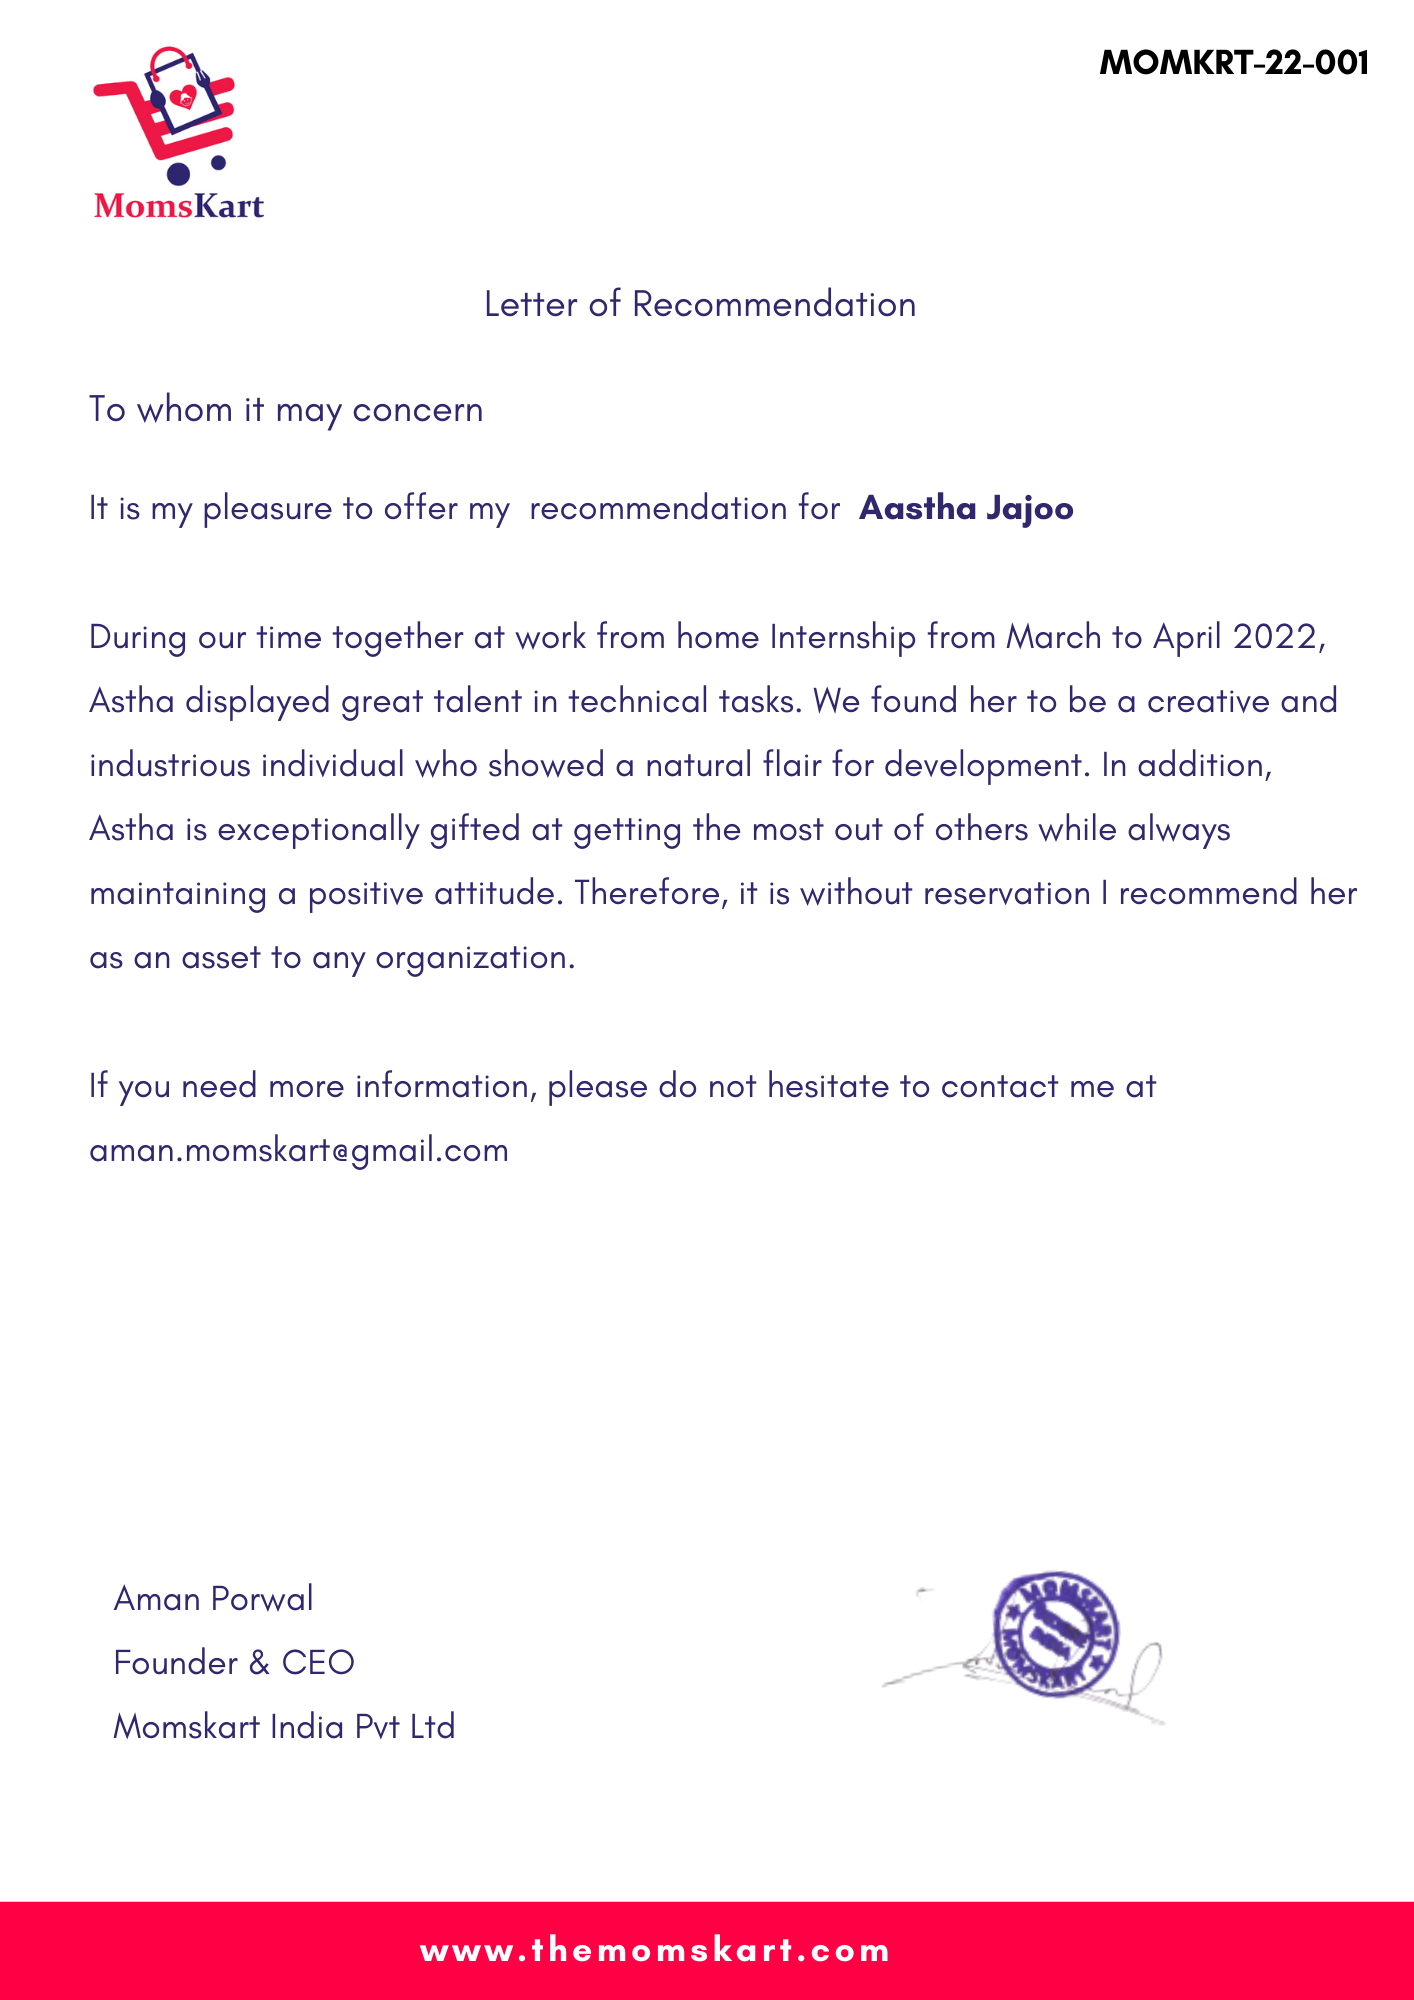 MOMKRT-22-001
MomsKart
Letter of Recommendation
To whom it may concern
It is my pleasure to offer my recommendation for Aastha Jajoo
During our time together at work from home Internship from March to April 2022,
Astha displayed great talent in technical tasks. We found her to be a creative and
industrious individual who showed a natural flair for development. In addition,
Astha is exceptionally gifted at getting the most out of others while always
maintaining a positive attitude. Therefore, it is without reservation I recommend her
as an asset to any organization.
If you need more information, please do not hesitate to contact me at
aman.momskart@gmail.com
Aman Porwal
Founder & CEO
Momskart India Pvt Ltd
MOMSKART
MOMSKART
www.themomskart.com